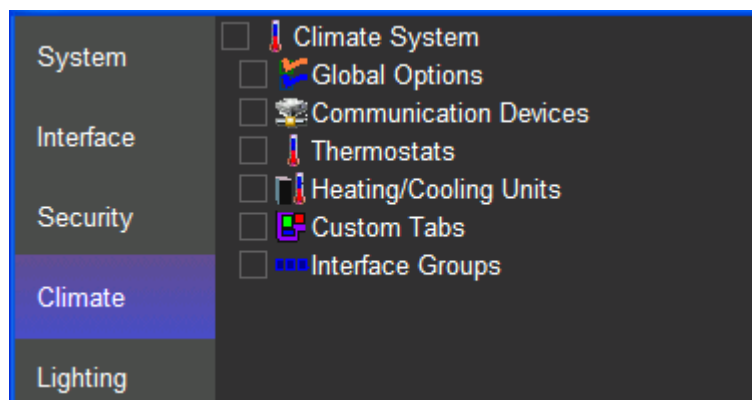 System
Interface
Security
Climate
Lighting
Climate System
Global Options
Communication Devices
Thermostats
Heating/Cooling Units
Custom Tabs
Interface Groups